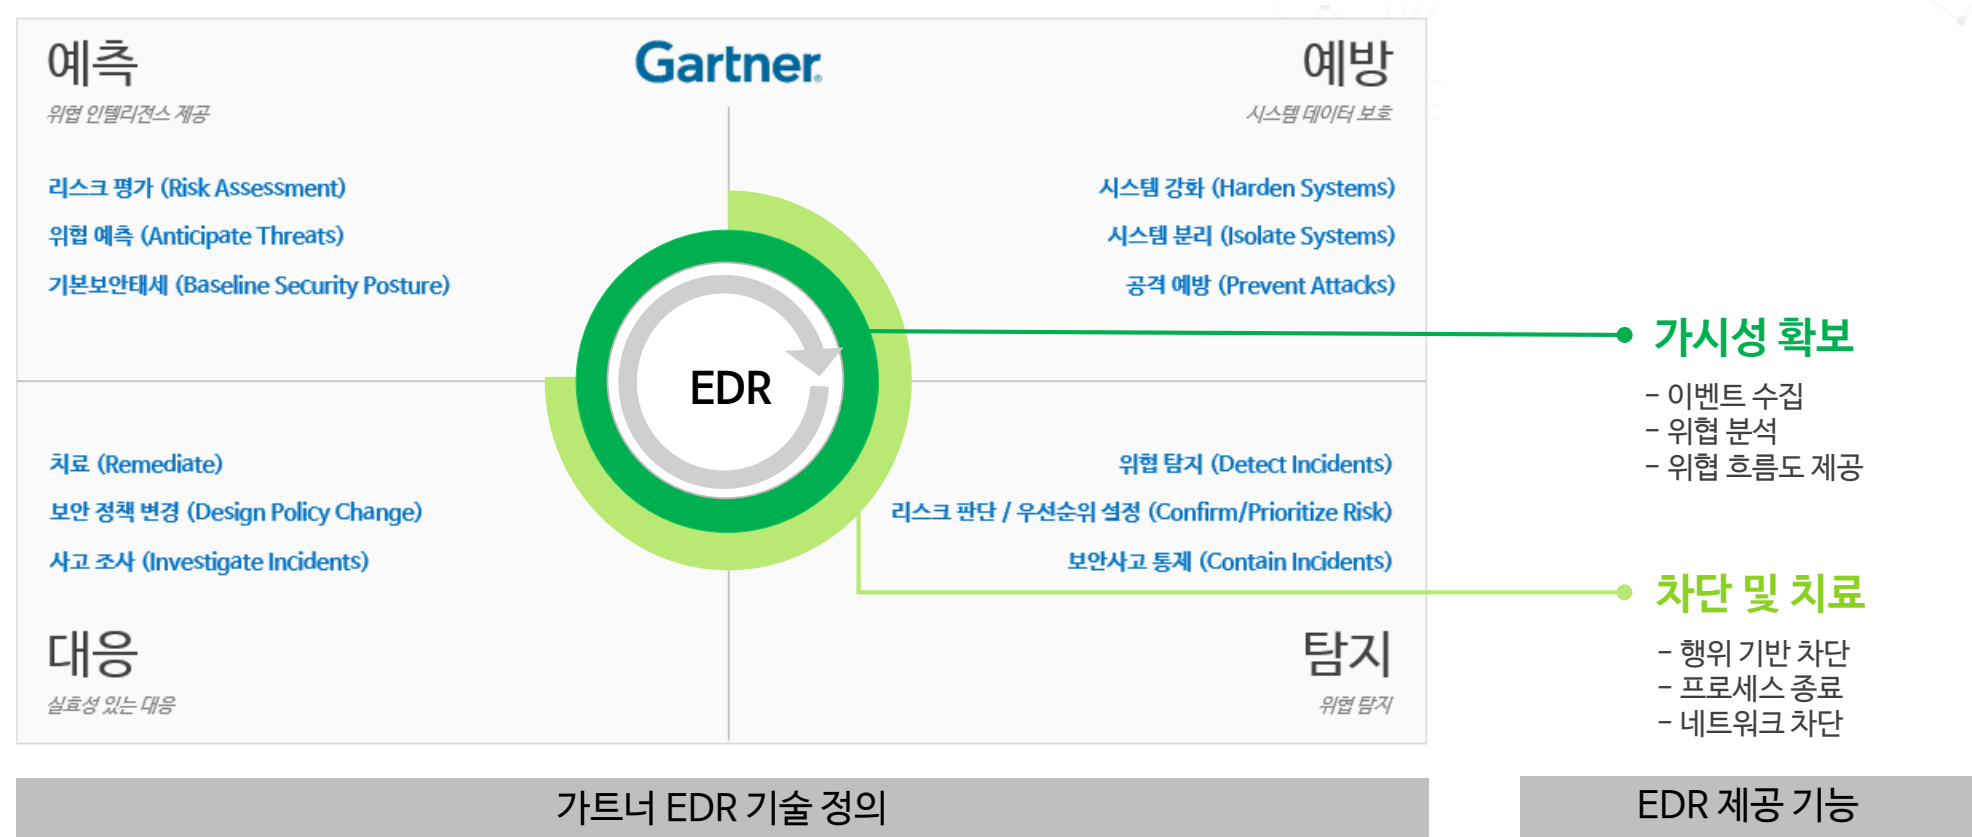 예측
위협 인텔리전스 제공
Gartner®
예방
시스템 데이터 보호
리스크 평가 (Risk Assessment)
위협 예측 (Anticipate Threats)
기본보안태세 (Baseline Security Posture)
시스템 강화 (Harden Systems)
시스템 분리 (Isolate Systems)
공격 예방 (Prevent Attacks)
EDR
치료 (Remediate)
보안 정책 변경 (Design Policy Change)
사고 조사 (Investigate Incidents)
위협 탐지 (Detect Incidents)
리스크 판단 / 우선순위 설정 (Confirm/Prioritize Risk)
보안사고 통제 (Contain Incidents)
대응
실효성 있는 대응
탐지
위협 탐지
가트너 EDR 기술 정의
가시성 확보
- 이벤트 수집
- 위협 분석
- 위협 흐름도 제공
차단 및 치료
- 행위 기반 차단
- 프로세스 종료
- 네트워크 차단
EDR 제공 기능